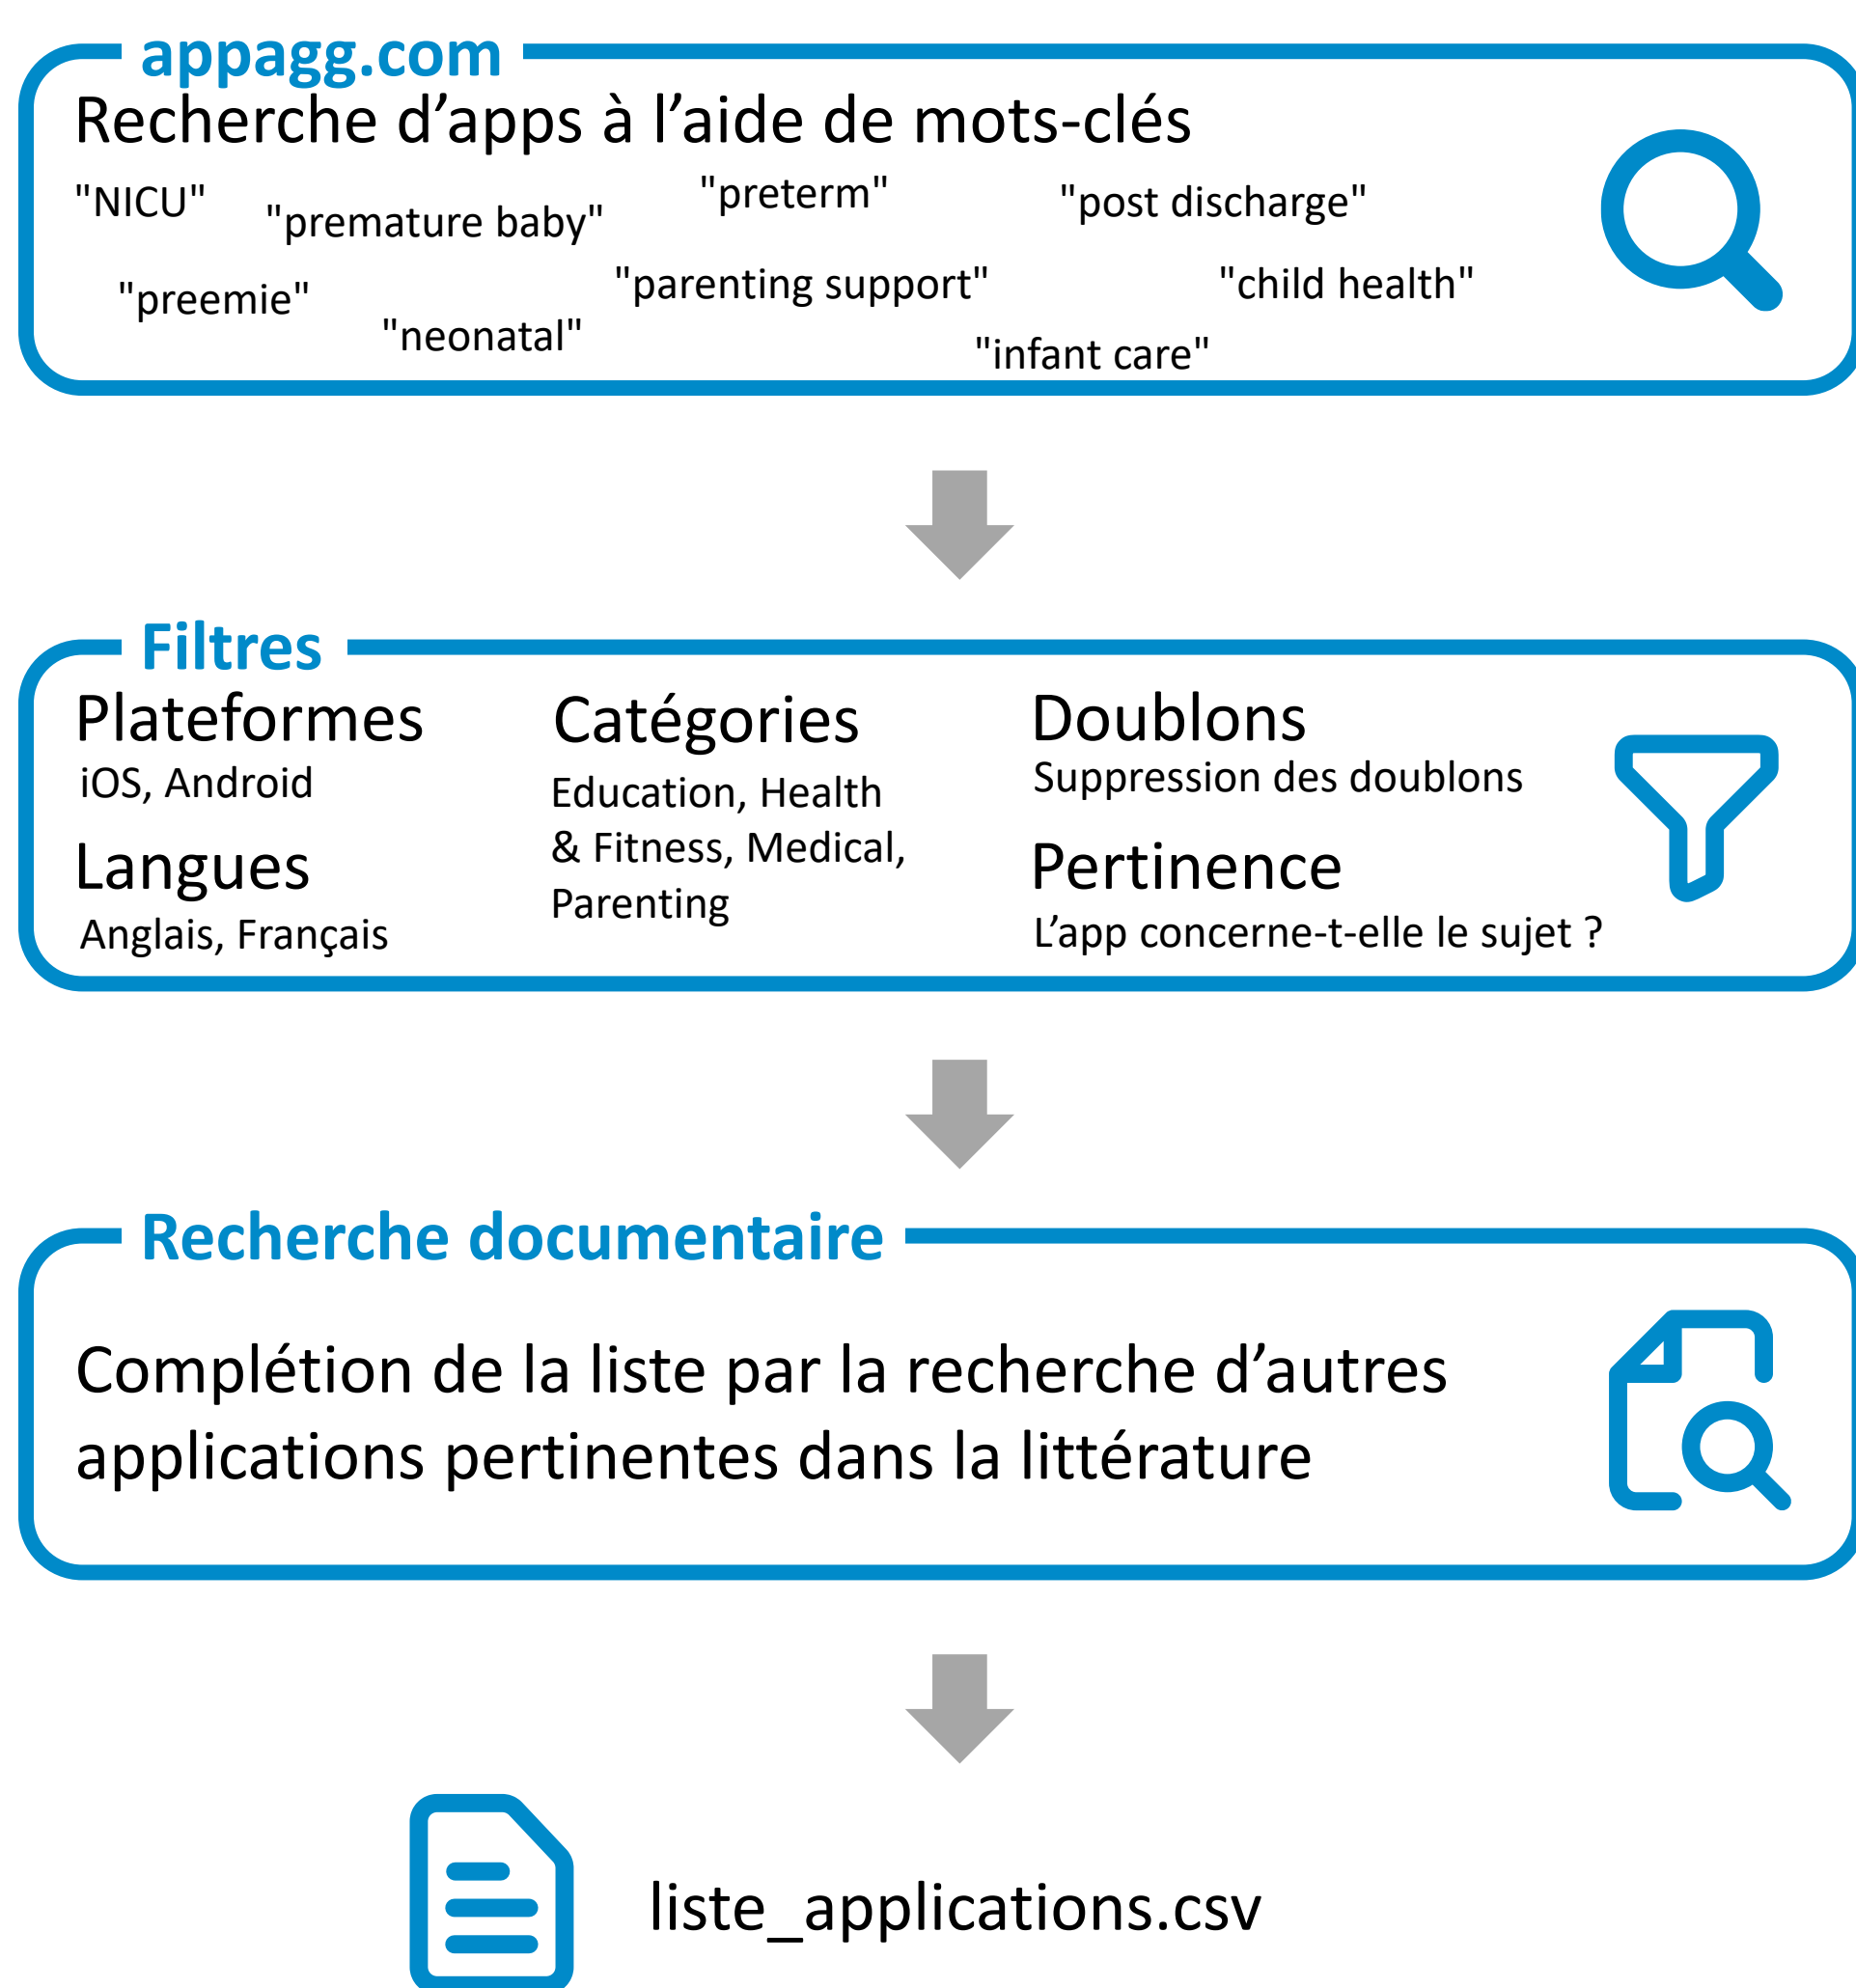 appagg.com
Recherche d’apps à l’aide de mots-clés
"NICU"
"premature baby"
"preterm"
"post discharge"
"preemie"
"neonatal"
"parenting support"
"child health"
"infant care"
Filtres
Plateformes
iOS, Android
Langues
Anglais, Français
Catégories
Education, Health
& Fitness, Medical,
Parenting
Doublons
Suppression des doublons
Pertinence
L’app concerne-t-elle le sujet ?
Recherche documentaire
Complétion de la liste par la recherche d’autres
applications pertinentes dans la littérature
liste_applications.csv